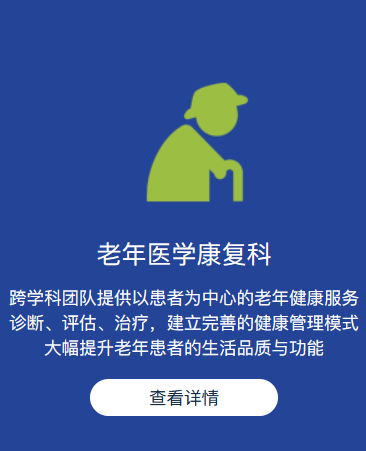 老年医学康复科
跨学科团队提供以患者为中心的老年健康服务
诊断、评估、治疗，建立完善的健康管理模式
大幅提升老年患者的生活品质与功能
查看详情